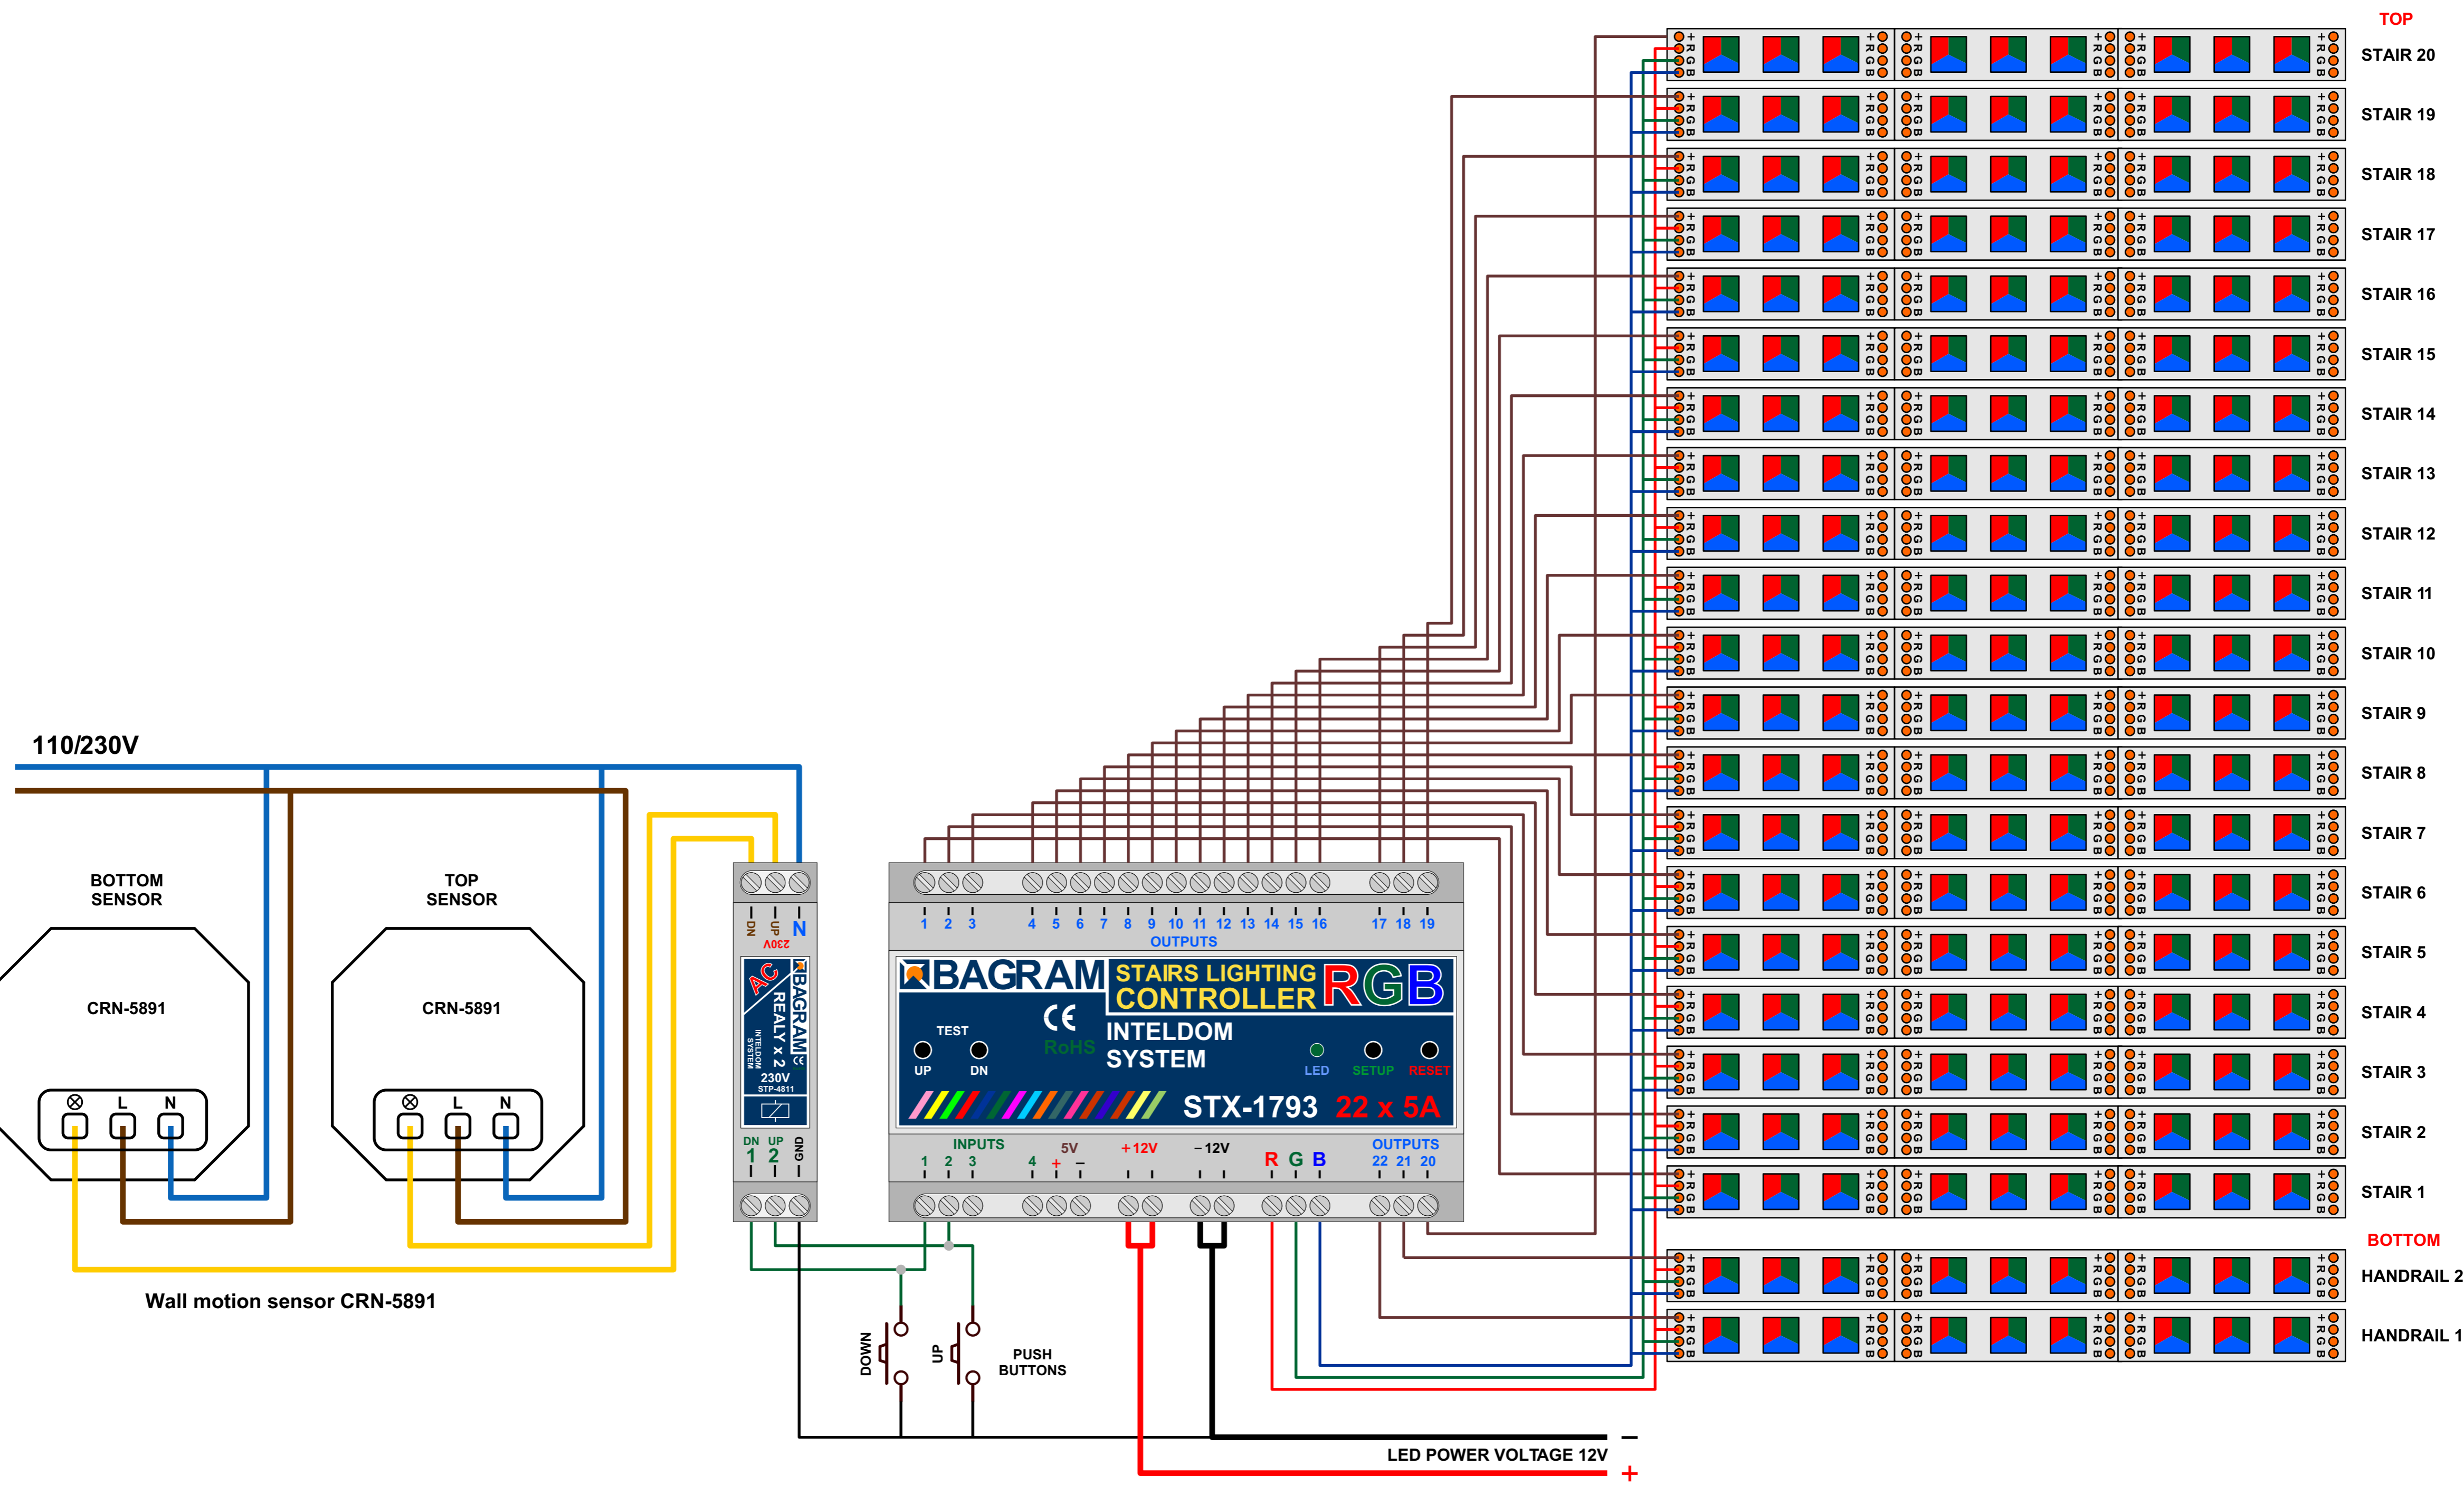 TOP
STAIR 20
STAIR 19
STAIR 18
STAIR 17
STAIR 16
STAIR 15
STAIR 14
STAIR 13
STAIR 12
STAIR 11
STAIR 10
STAIR 9
STAIR 8
STAIR 7
STAIR 6
STAIR 5
STAIR 4
STAIR 3
STAIR 2
STAIR 1
BOTTOM
HANDRAIL 2
HANDRAIL 1
+ R G B
110/230V
BOTTOM
SENSOR
CRN-5891
L N
TOP
SENSOR
CRN-5891
L N
Wall motion sensor CRN-5891
DN UP N
230V
AC
BAGRAM
CE
REALY x 2
INTELDOM
SYSTEM
230V
STP-4811
DN UP GND
1 2
1 2 3 4 5 6 7 8 9 10 11 12 13 14 15 16 17 18 19
OUTPUTS
BAGRAM
STAIRS LIGHTING
CONTROLLER
RGB
CE
RoHS
INTELDOM
SYSTEM
TEST
UP DN
LED SETUP RESET
STX-1793 22 x 5A
INPUTS 5V +12V −12V OUTPUTS
1 2 3 4 + − R G B 22 21 20
DOWN
UP
PUSH
BUTTONS
LED POWER VOLTAGE 12V
−
+